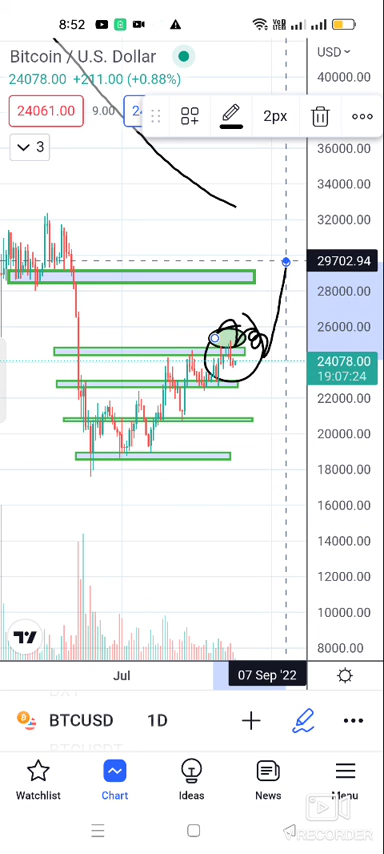 8:52
Bitcoin / U.S. Dollar
USD
24078.00 +211.00 (+0.88%)
24061.00 9.00
2px
3
40000.00
36000.00
34000.00
32000.00
29702.94
28000.00
26000.00
24078.00
19:07:24
22000.00
20000.00
18000.00
16000.00
14000.00
12000.00
10000.00
8000.00
Jul 07 Sep '22
BTCUSD 1D
Watchlist Chart Ideas News Menu
RECORDER